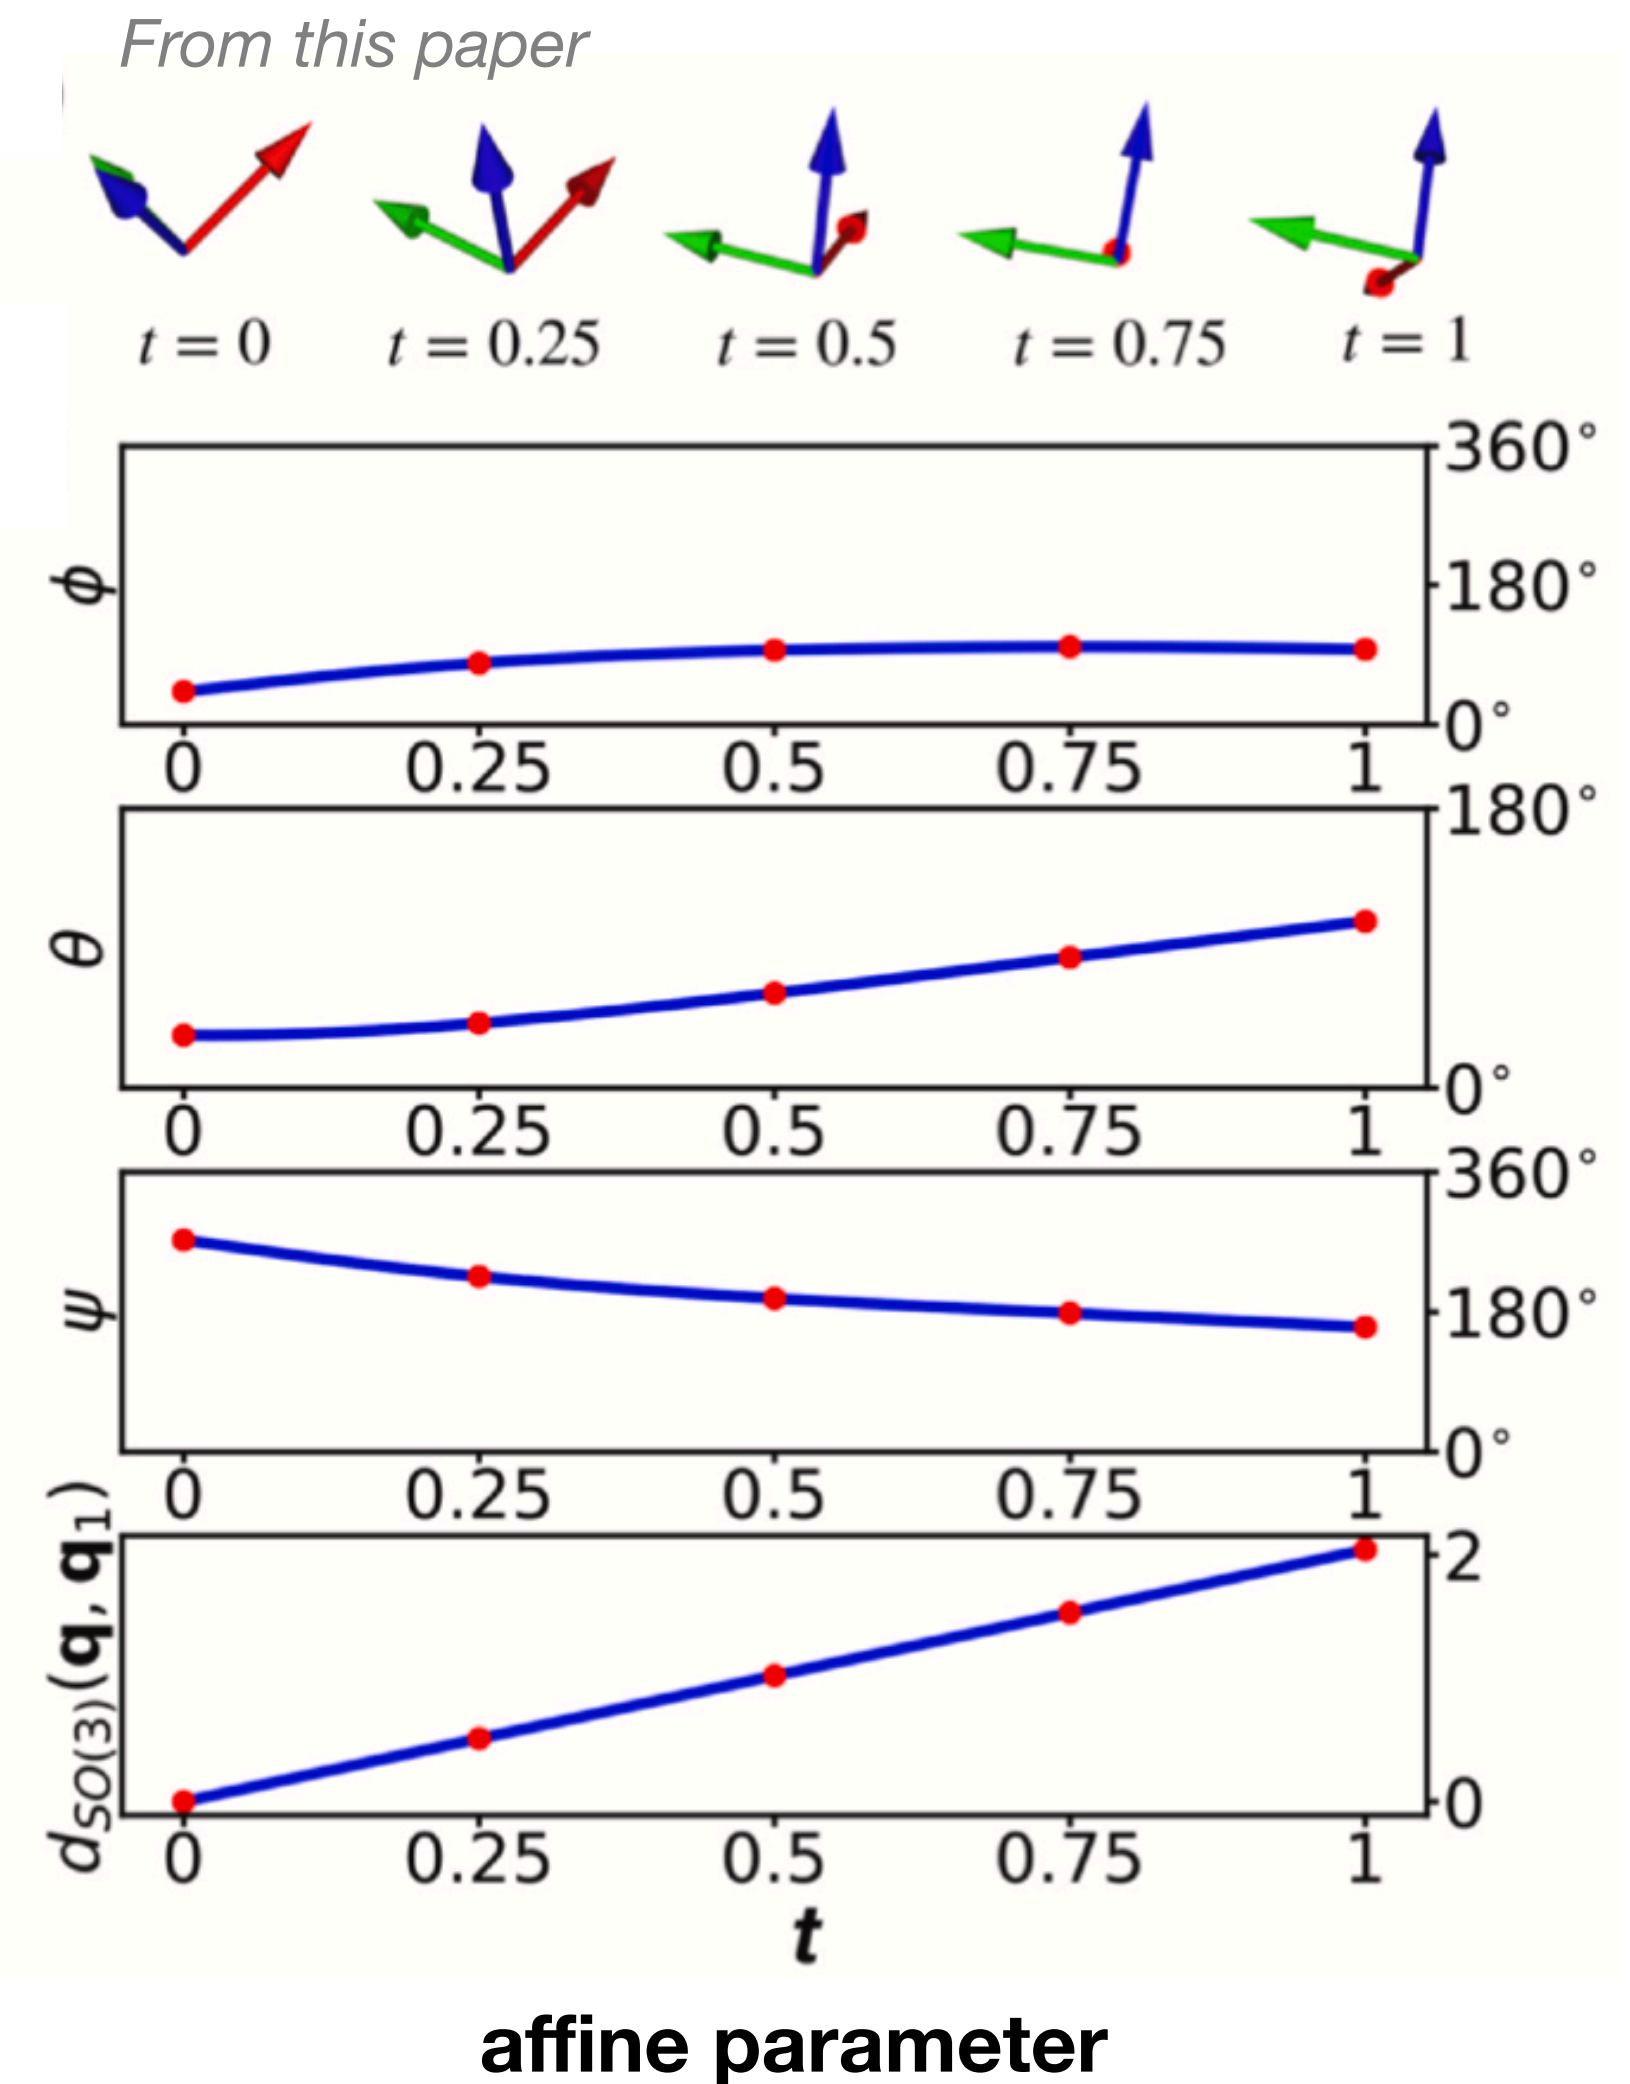 From this paper
t = 0
t = 0.25
t = 0.5
t = 0.75
t = 1
ϕ
360°
180°
0°
0 0.25 0.5 0.75 1
θ
180°
0°
0 0.25 0.5 0.75 1
ψ
360°
180°
0°
0 0.25 0.5 0.75 1
d_SO(3)(q, q₁)
2
0
0 0.25 0.5 0.75 1
t
affine parameter